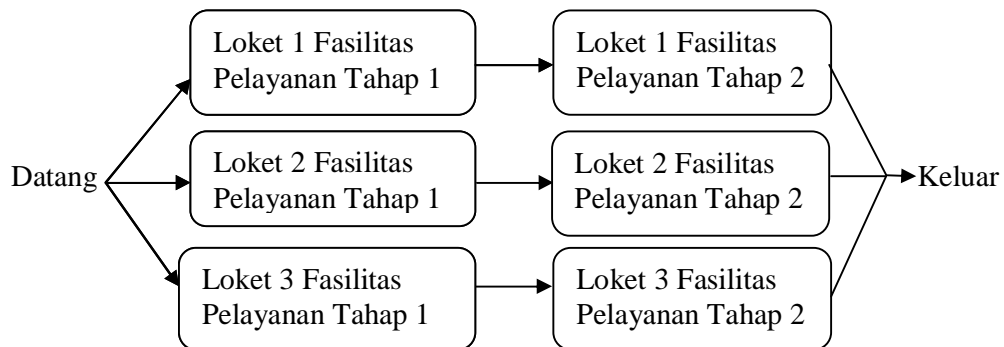 Datang
Loket 1 Fasilitas
Pelayanan Tahap 1
Loket 1 Fasilitas
Pelayanan Tahap 2
Loket 2 Fasilitas
Pelayanan Tahap 1
Loket 2 Fasilitas
Pelayanan Tahap 2
Loket 3 Fasilitas
Pelayanan Tahap 1
Loket 3 Fasilitas
Pelayanan Tahap 2
Keluar